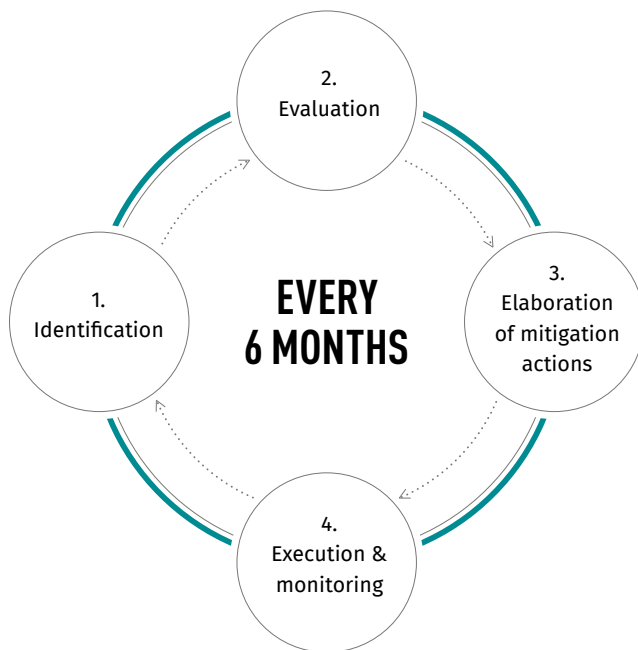 1.
Identification
2.
Evaluation
3.
Elaboration
of mitigation
actions
4.
Execution &
monitoring
EVERY
6 MONTHS